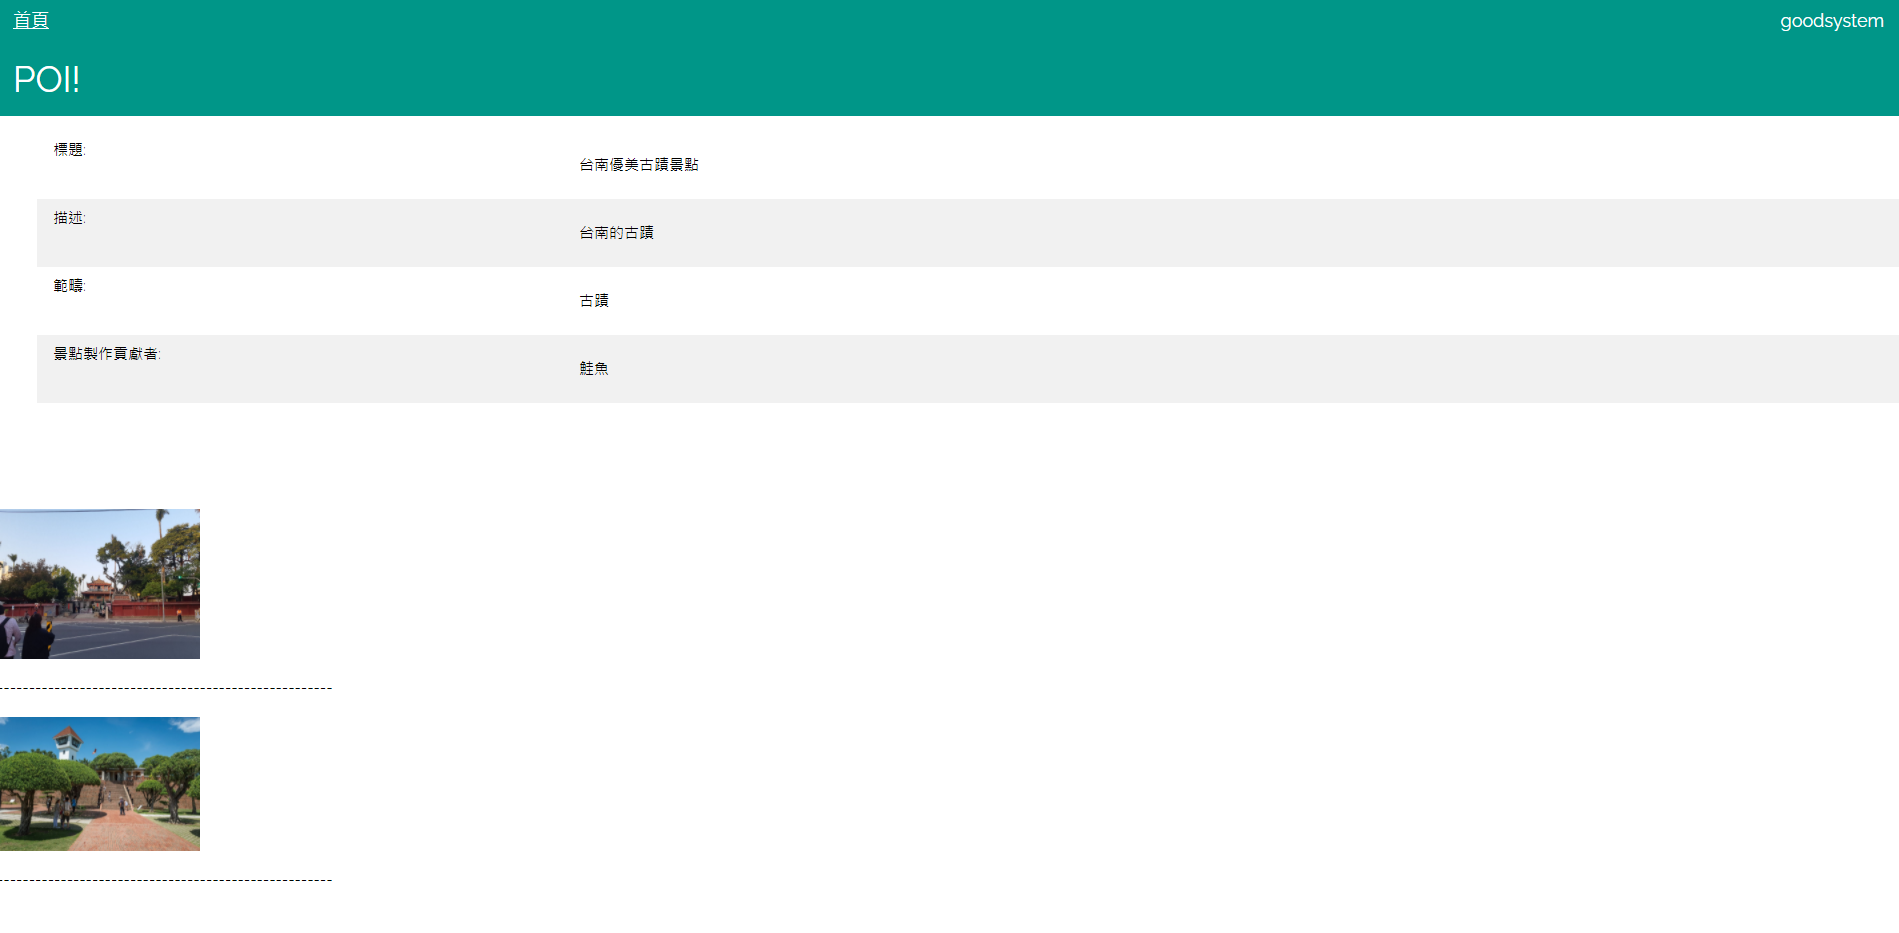 首頁
goodsystem
POI!
標題:
台南優美古蹟景點
描述:
台南的古蹟
範疇:
古蹟
景點製作貢獻者:
鮭魚